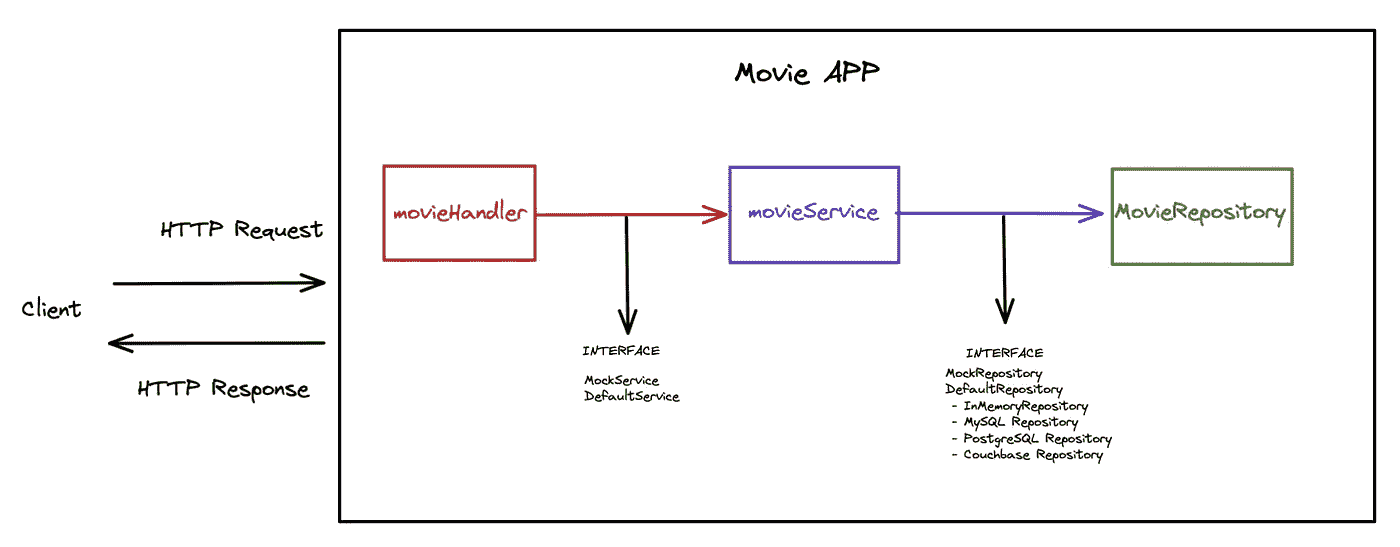 Movie APP
movieHandler
movieService
MovieRepository
HTTP Request
Client
HTTP Response
INTERFACE
MockService
DefaultService
INTERFACE
MockRepository
DefaultRepository
- InMemoryRepository
- MySQL Repository
- PostgreSQL Repository
- Couchbase Repository